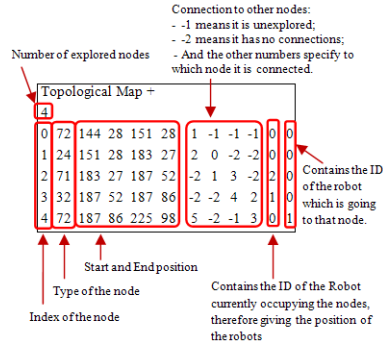 Connection to other nodes:
- -1 means it is unexplored;
- -2 means it has no connections;
- And the other numbers specify to
which node it is connected.
Number of explored nodes
Topological Map +
4
0 72 144 28 151 28 1 -1 -1 -1 0 0
1 24 151 28 183 27 2 0 -2 -2 0 0
2 71 183 27 187 52 -2 1 3 -2 2 0
3 32 187 52 187 86 -2 -2 4 2 1 0
4 72 187 86 225 98 5 -2 -1 3 0 1
Contains the ID
of the robot
which is going
to that node.
Start and End position
Type of the node
Index of the node
Contains the ID of the Robot
currently occupying the nodes,
therefore giving the position of
the robots